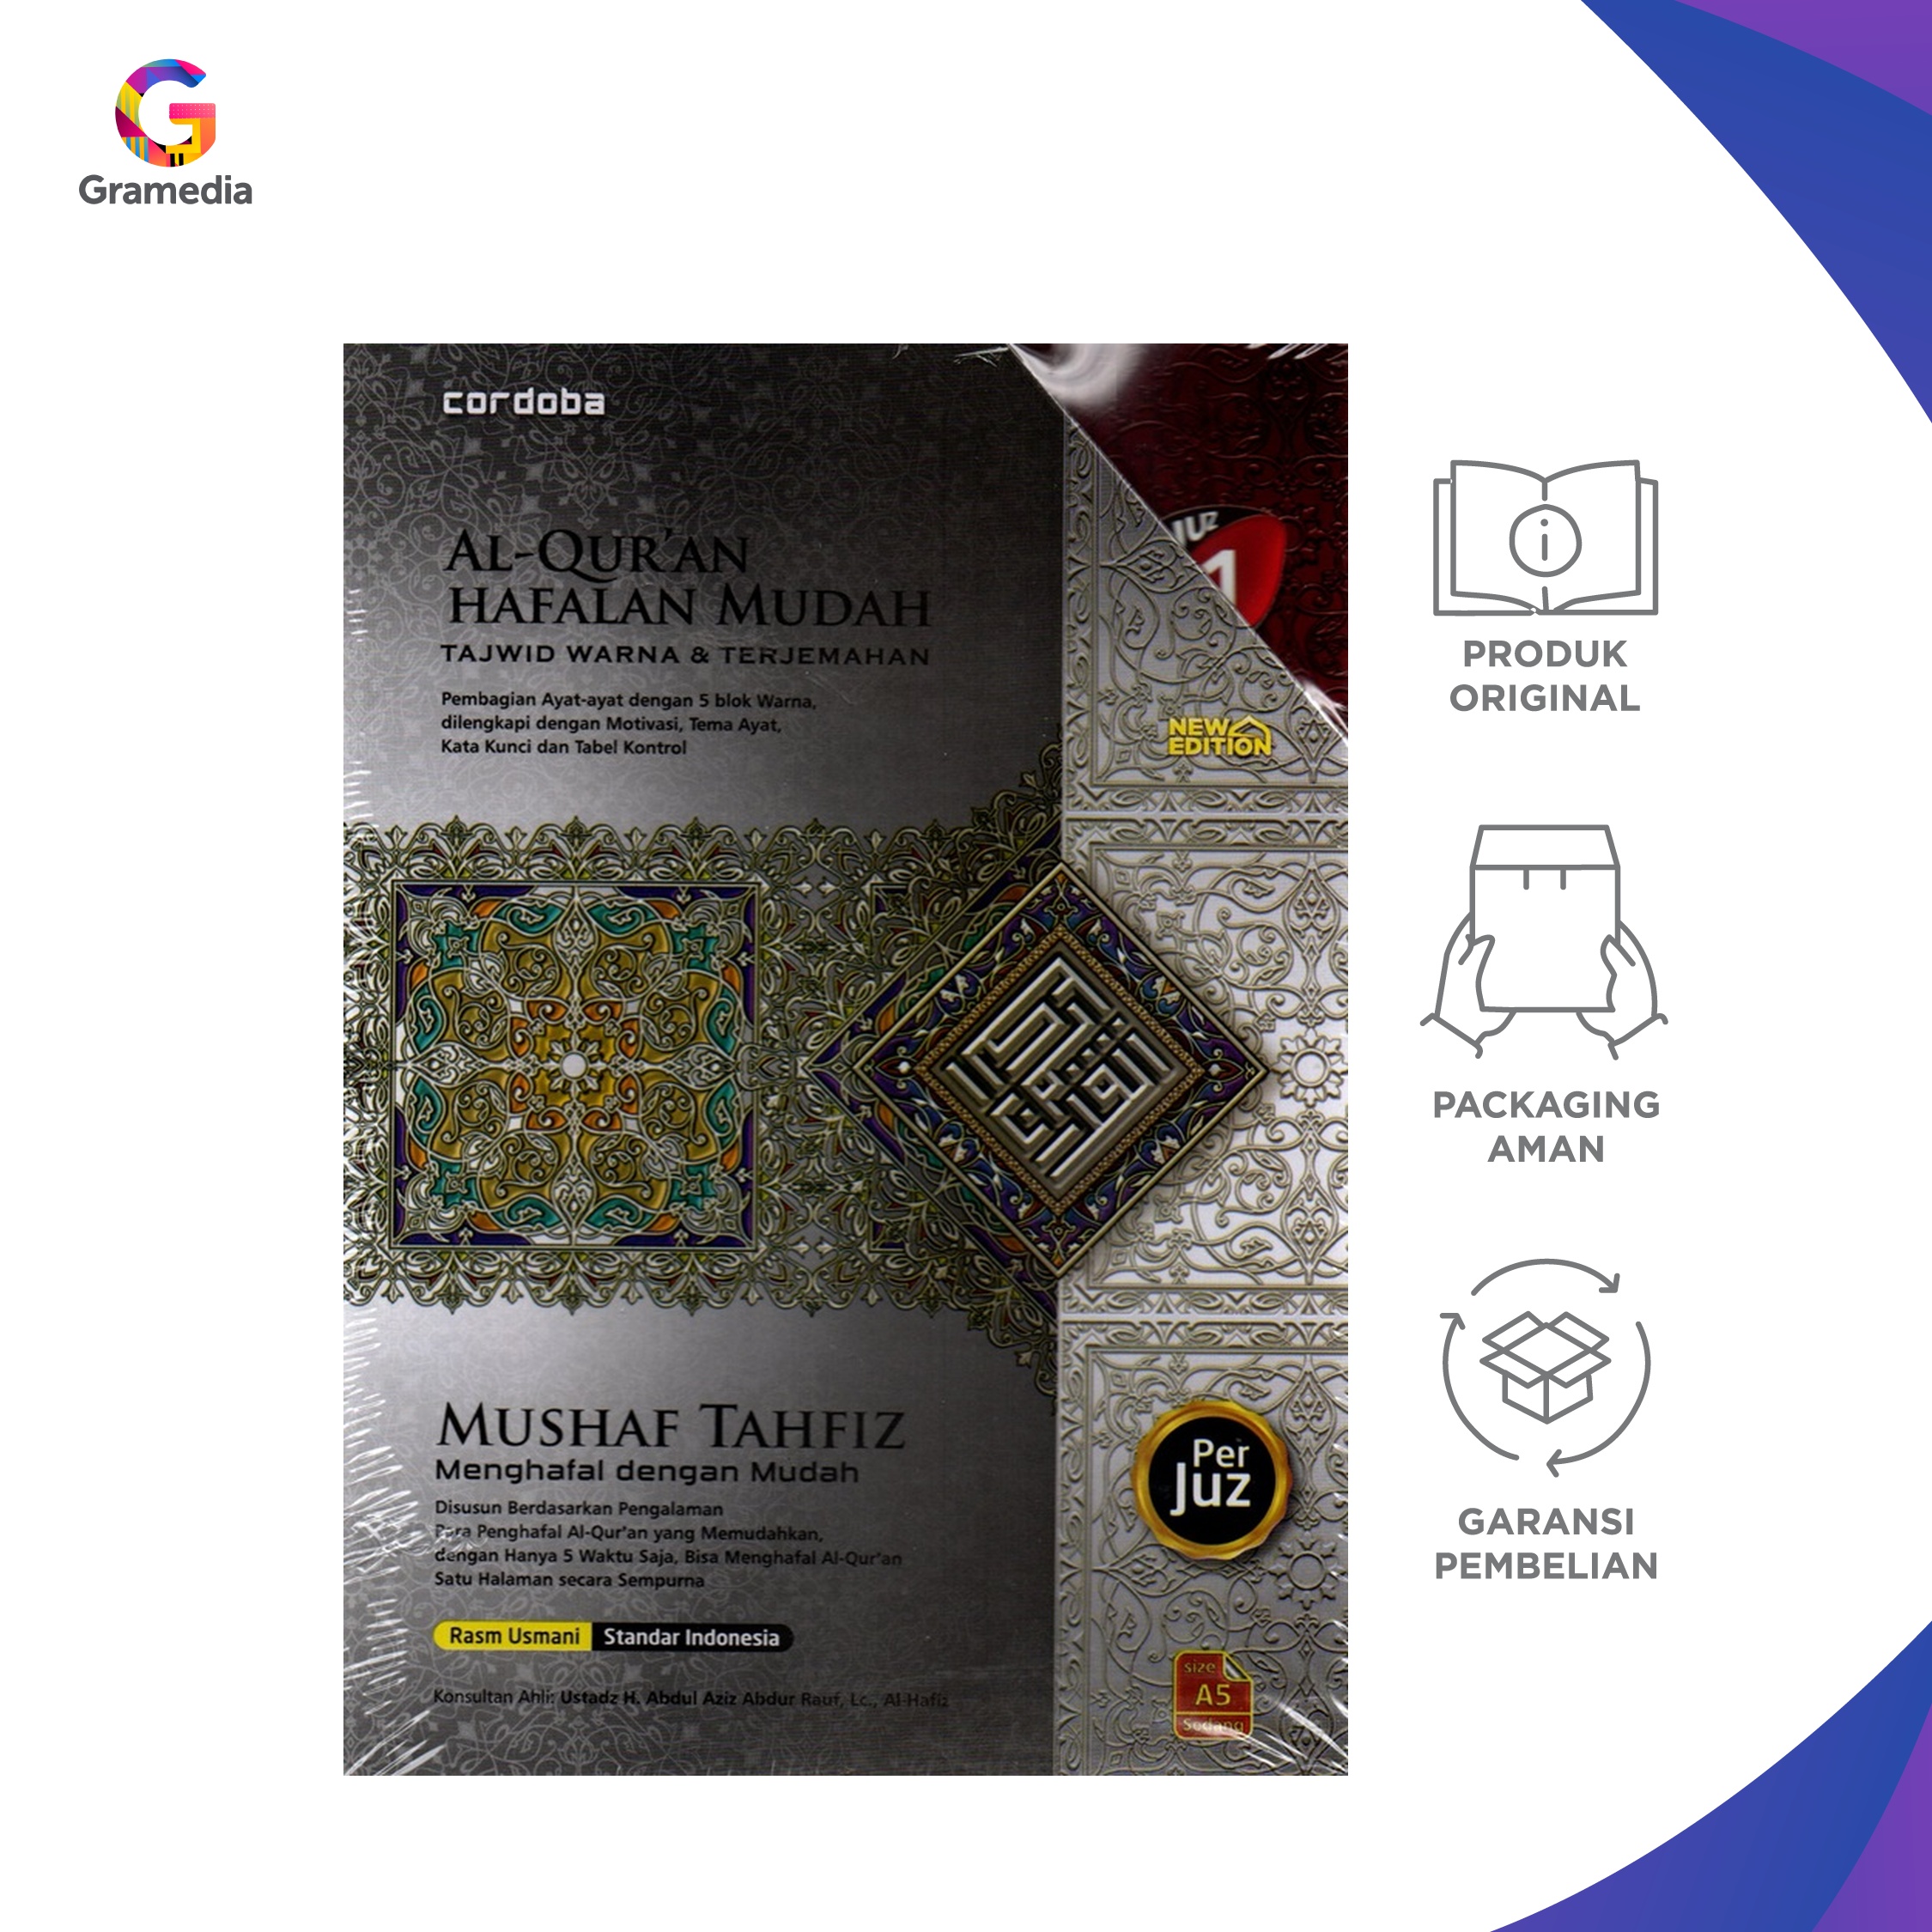 Gramedia
cordoba
AL-QUR'AN
HAFALAN MUDAH
TAJWID WARNA & TERJEMAHAN
Pembagian Ayat-ayat dengan 5 blok Warna,
dilengkapi dengan Motivasi, Tema Ayat,
Kata Kunci dan Tabel Kontrol
JUZ
1
NEW
EDITION
MUSHAF TAHFIZ
Menghafal dengan Mudah
Disusun Berdasarkan Pengalaman
Para Penghafal Al-Qur'an yang Memudahkan,
dengan Hanya 5 Waktu Saja, Bisa Menghafal Al-Qur'an
Satu Halaman secara Sempurna
Rasm Usmani Standar Indonesia
Konsultan Ahli: Ustadz H. Abdul Aziz Abdur Rauf, Lc., Al-Hafiz
Per
Juz
size
A5
Sedang
PRODUK
ORIGINAL
PACKAGING
AMAN
GARANSI
PEMBELIAN